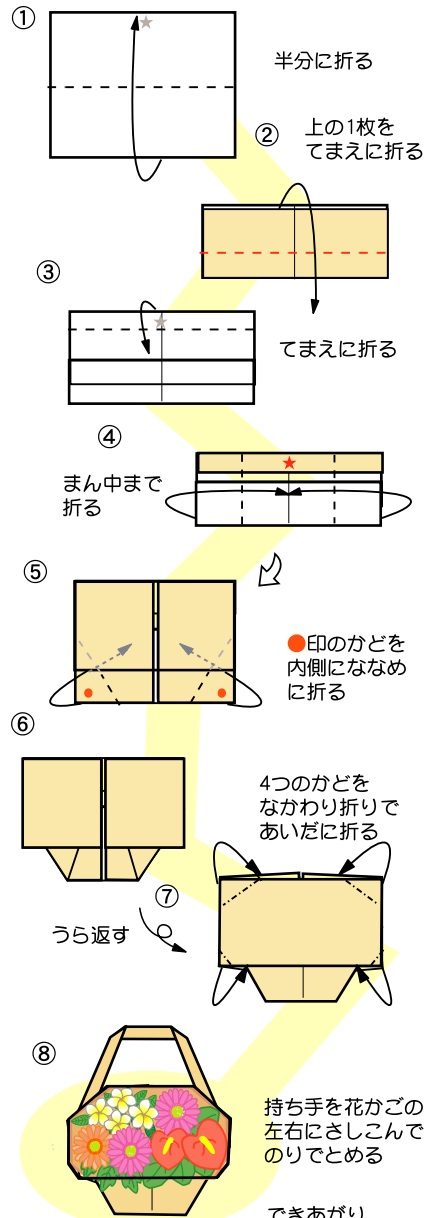 ①
半分に折る
②
上の1枚を
てまえに折る
③
てまえに折る
④
まん中まで
折る
⑤
●印のかどを
内側にななめ
に折る
⑥
4つのかどを
なかわり折りで
あいだに折る
⑦
うら返す
⑧
持ち手を花かごの
左右にさしこんで
のりでとめる
できあがり